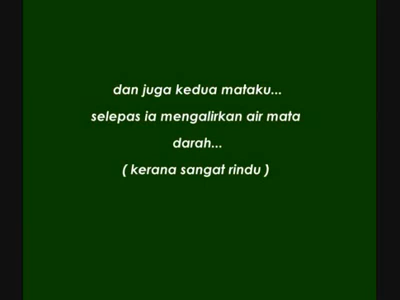 dan juga kedua mataku...
selepas ia mengalirkan air mata
darah...
( kerana sangat rindu )